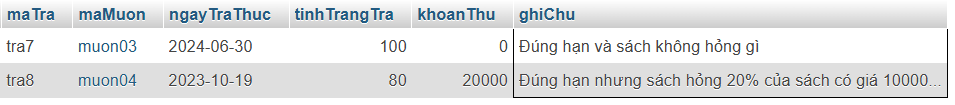 maTra maMuon ngayTraThuc tinhTrangTra khoanThu ghiChu
tra7 muon03 2024-06-30 100 0 Đúng hạn và sách không hỏng gì
tra8 muon04 2023-10-19 80 20000 Đúng hạn nhưng sách hỏng 20% của sách có giá 10000...